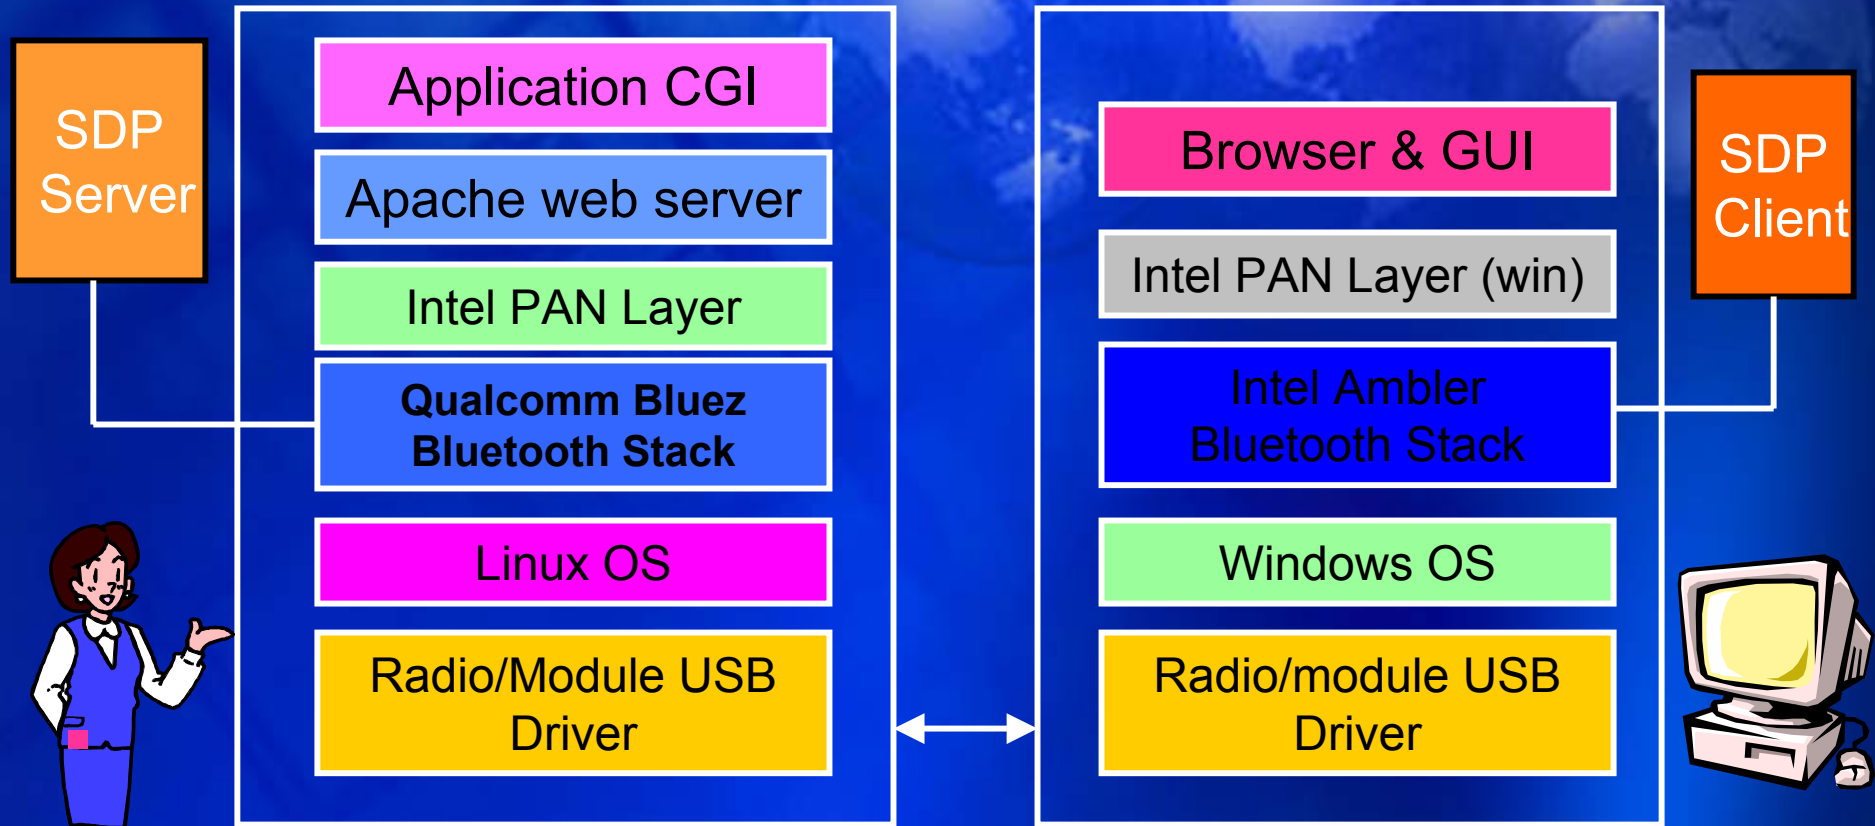 SDP
Server
Application CGI
Apache web server
Intel PAN Layer
Qualcomm Bluez
Bluetooth Stack
Linux OS
Radio/Module USB
Driver
Browser & GUI
Intel PAN Layer (win)
Intel Ambler
Bluetooth Stack
Windows OS
Radio/module USB
Driver
SDP
Client